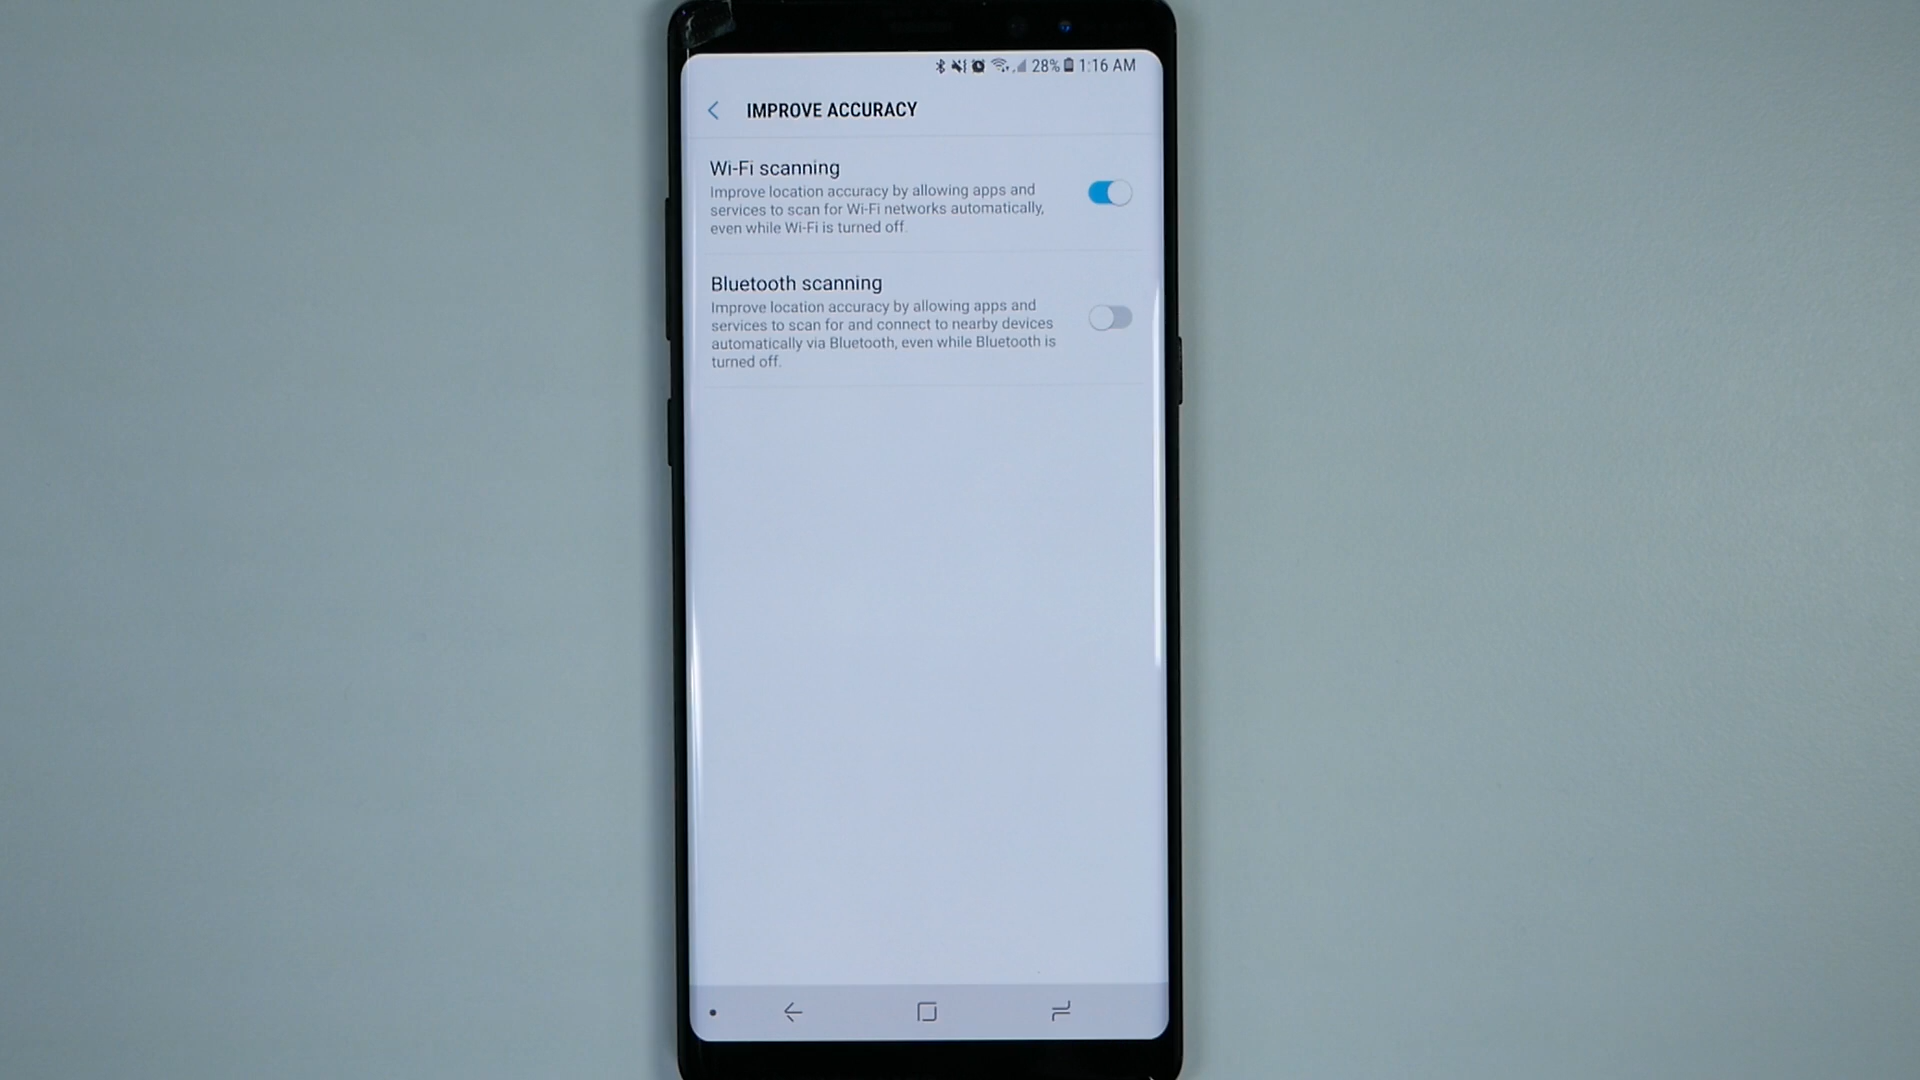 28% 1:16 AM
IMPROVE ACCURACY
Wi-Fi scanning
Improve location accuracy by allowing apps and
services to scan for Wi-Fi networks automatically,
even while Wi-Fi is turned off.
Bluetooth scanning
Improve location accuracy by allowing apps and
services to scan for and connect to nearby devices
automatically via Bluetooth, even while Bluetooth is
turned off.